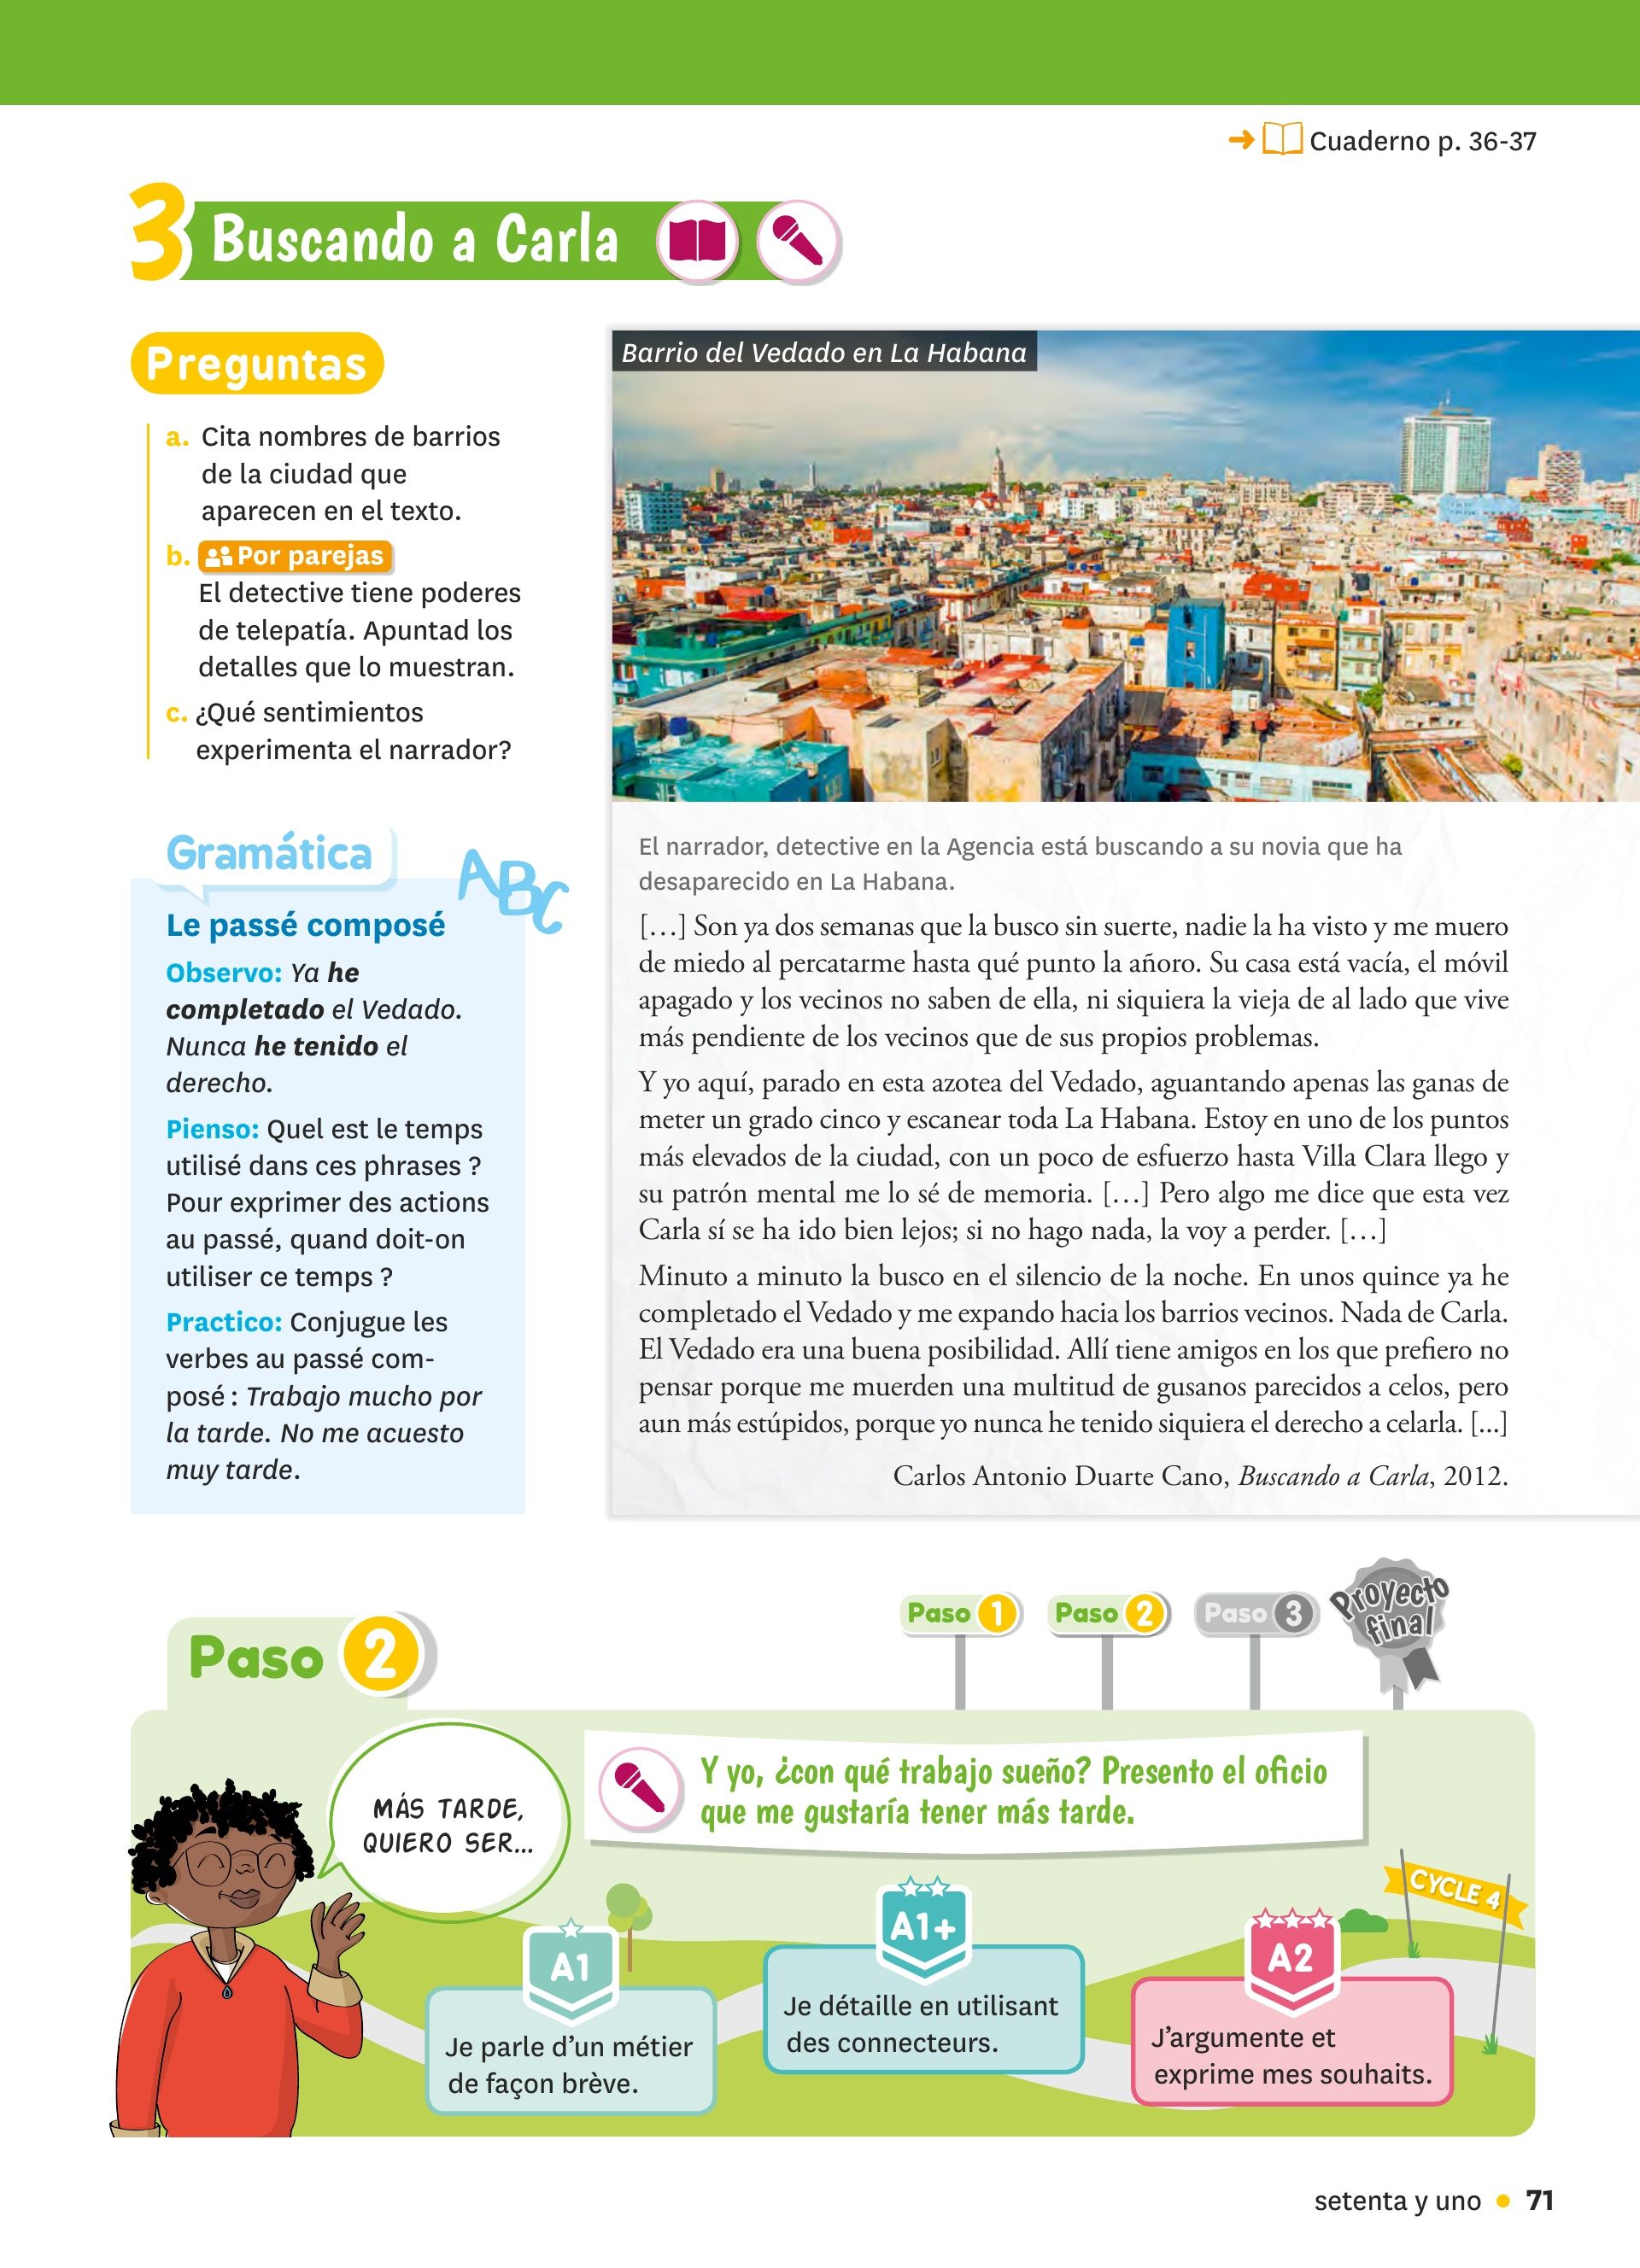 Cuaderno p. 36-37
3 Buscando a Carla
Preguntas
a. Cita nombres de barrios
de la ciudad que
aparecen en el texto.
b. Por parejas
El detective tiene poderes
de telepatía. Apuntad los
detalles que lo muestran.
c. ¿Qué sentimientos
experimenta el narrador?
Gramática
ABC
Le passé composé
Observo: Ya he
completado el Vedado.
Nunca he tenido el
derecho.
Pienso: Quel est le temps
utilisé dans ces phrases ?
Pour exprimer des actions
au passé, quand doit-on
utiliser ce temps ?
Practico: Conjugue les
verbes au passé com-
posé : Trabajo mucho por
la tarde. No me acuesto
muy tarde.
Barrio del Vedado en La Habana
El narrador, detective en la Agencia está buscando a su novia que ha
desaparecido en La Habana.
[…] Son ya dos semanas que la busco sin suerte, nadie la ha visto y me muero
de miedo al percatarme hasta qué punto la añoro. Su casa está vacía, el móvil
apagado y los vecinos no saben de ella, ni siquiera la vieja de al lado que vive
más pendiente de los vecinos que de sus propios problemas.
Y yo aquí, parado en esta azotea del Vedado, aguantando apenas las ganas de
meter un grado cinco y escanear toda La Habana. Estoy en uno de los puntos
más elevados de la ciudad, con un poco de esfuerzo hasta Villa Clara llego y
su patrón mental me lo sé de memoria. […] Pero algo me dice que esta vez
Carla sí se ha ido bien lejos; si no hago nada, la voy a perder. […]
Minuto a minuto la busco en el silencio de la noche. En unos quince ya he
completado el Vedado y me expando hacia los barrios vecinos. Nada de Carla.
El Vedado era una buena posibilidad. Allí tiene amigos en los que prefiero no
pensar porque me muerden una multitud de gusanos parecidos a celos, pero
aun más estúpidos, porque yo nunca he tenido siquiera el derecho a celarla. [...]
Carlos Antonio Duarte Cano, Buscando a Carla, 2012.
Paso 1
Paso 2
Paso 3
Proyecto
final
Paso 2
MÁS TARDE,
QUIERO SER...
Y yo, ¿con qué trabajo sueño? Presento el oficio
que me gustaría tener más tarde.
CYCLE 4
A1
Je parle d’un métier
de façon brève.
A1+
Je détaille en utilisant
des connecteurs.
A2
J’argumente et
exprime mes souhaits.
setenta y uno • 71